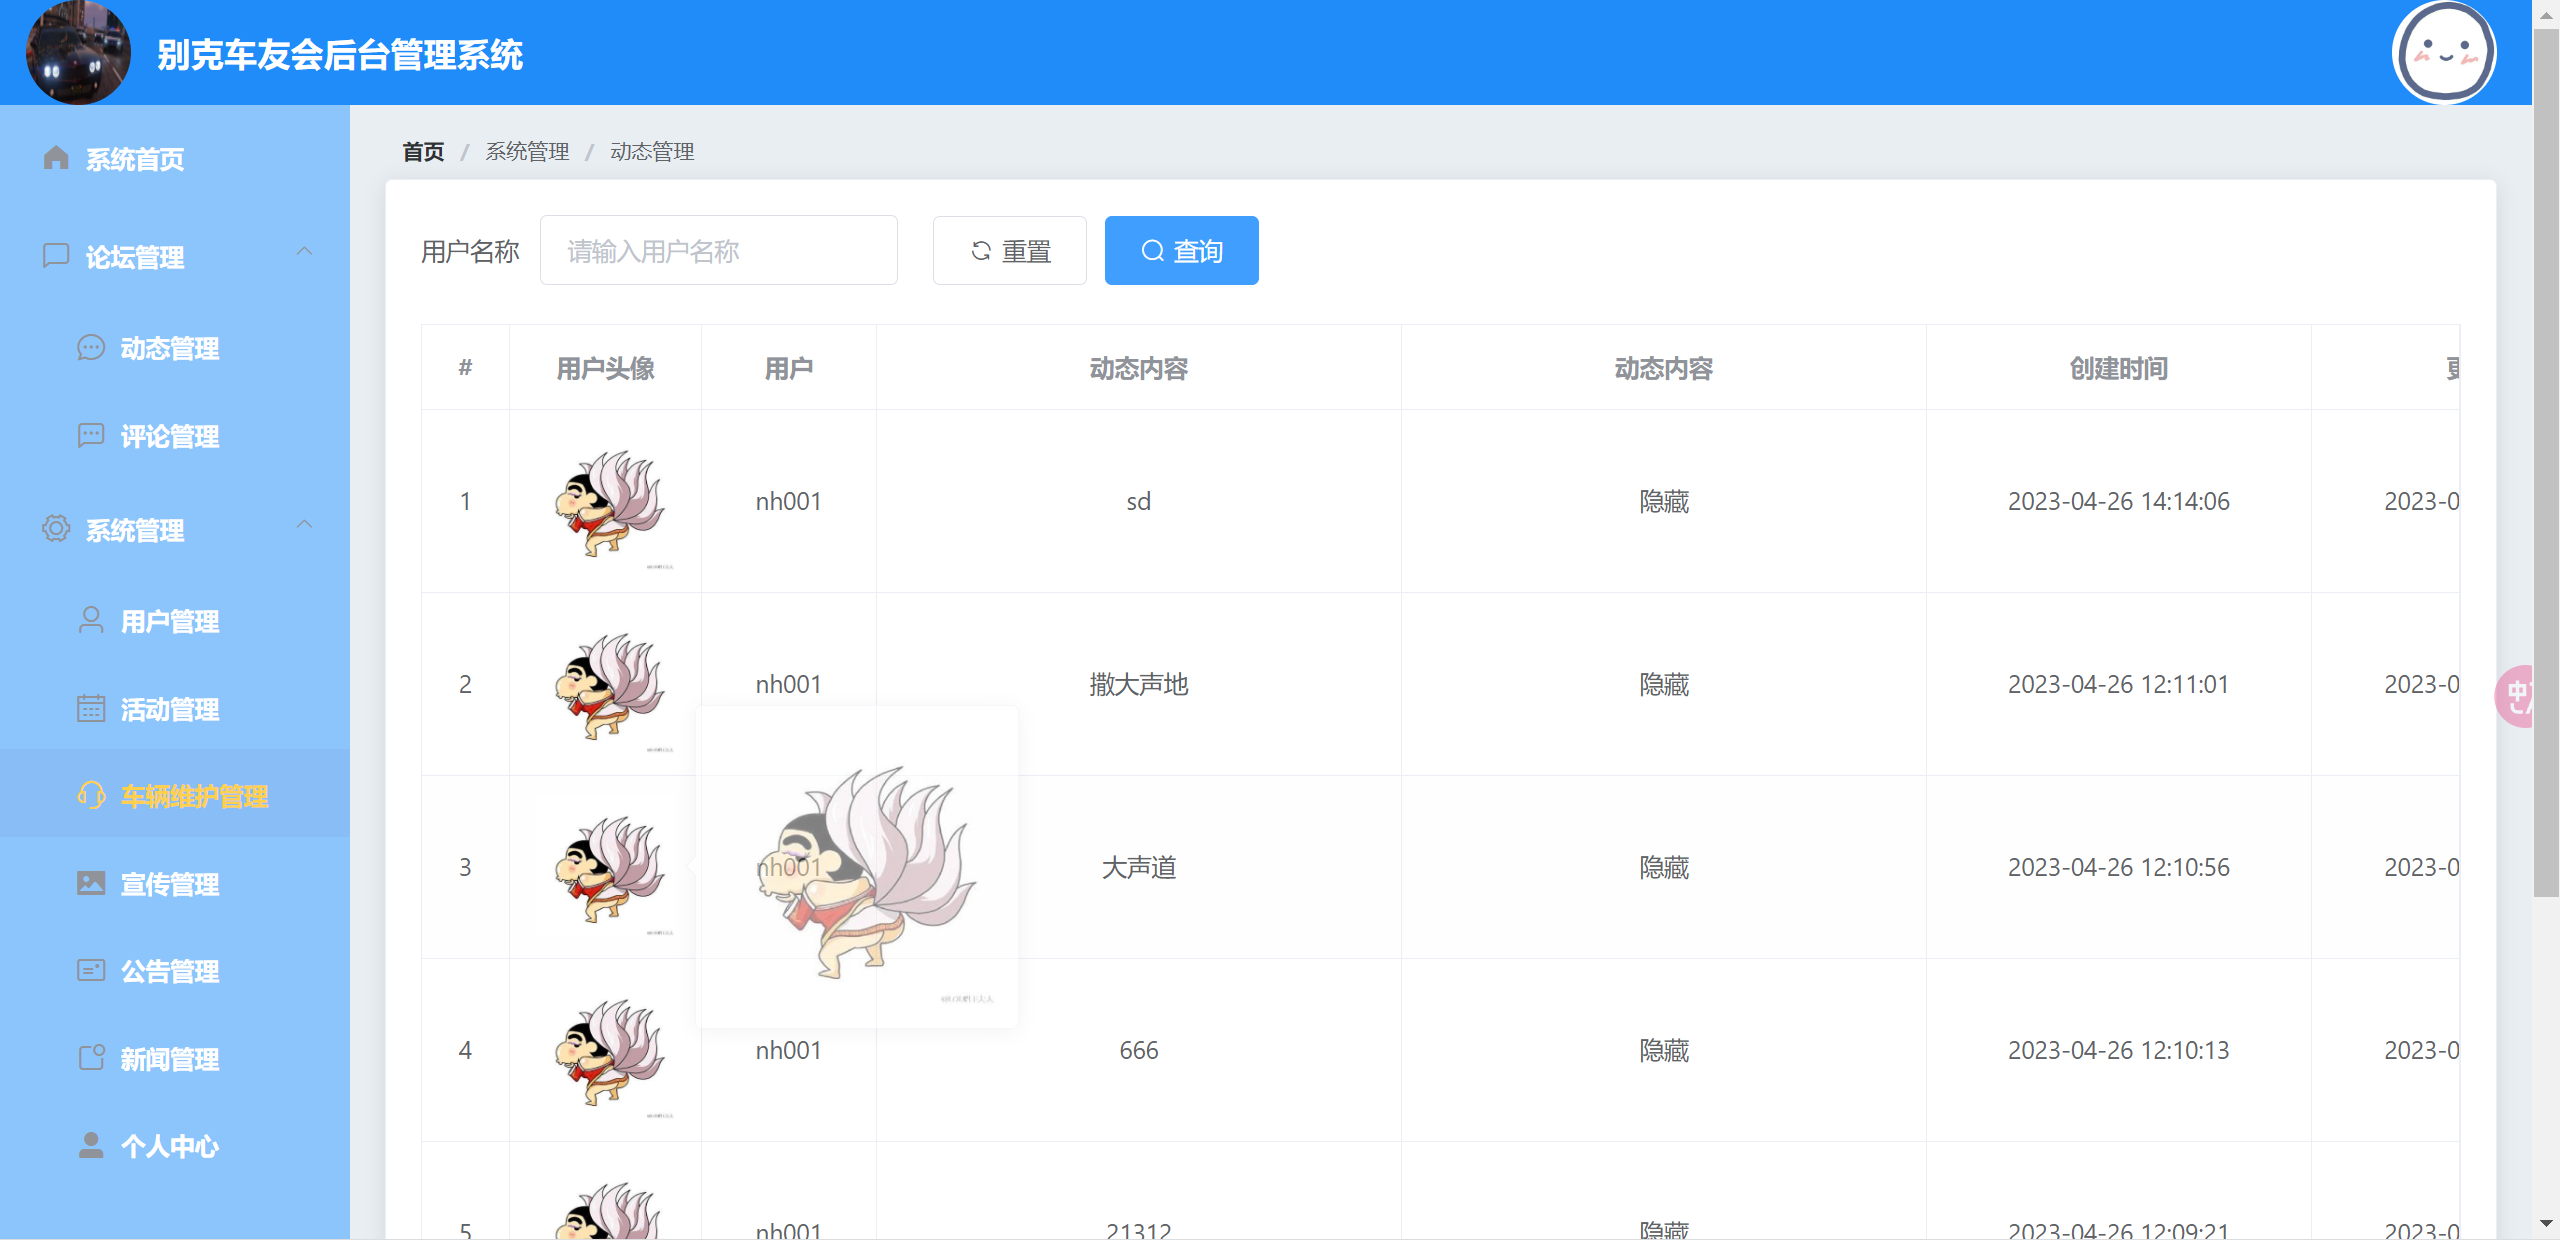 别克车友会后台管理系统
系统首页
论坛管理
动态管理
评论管理
系统管理
用户管理
活动管理
车辆维护管理
宣传管理
公告管理
新闻管理
个人中心
首页 / 系统管理 / 动态管理
用户名称 请输入用户名称 重置 查询
# 用户头像 用户 动态内容 动态内容 创建时间
1 nh001 sd 隐藏 2023-04-26 14:14:06 2023-0
2 nh001 撒大声地 隐藏 2023-04-26 12:11:01 2023-0
3 nh001 大声道 隐藏 2023-04-26 12:10:56 2023-0
4 nh001 666 隐藏 2023-04-26 12:10:13 2023-0
5 nh001 21312 隐藏 2023-04-26 12:09:21 2023-0